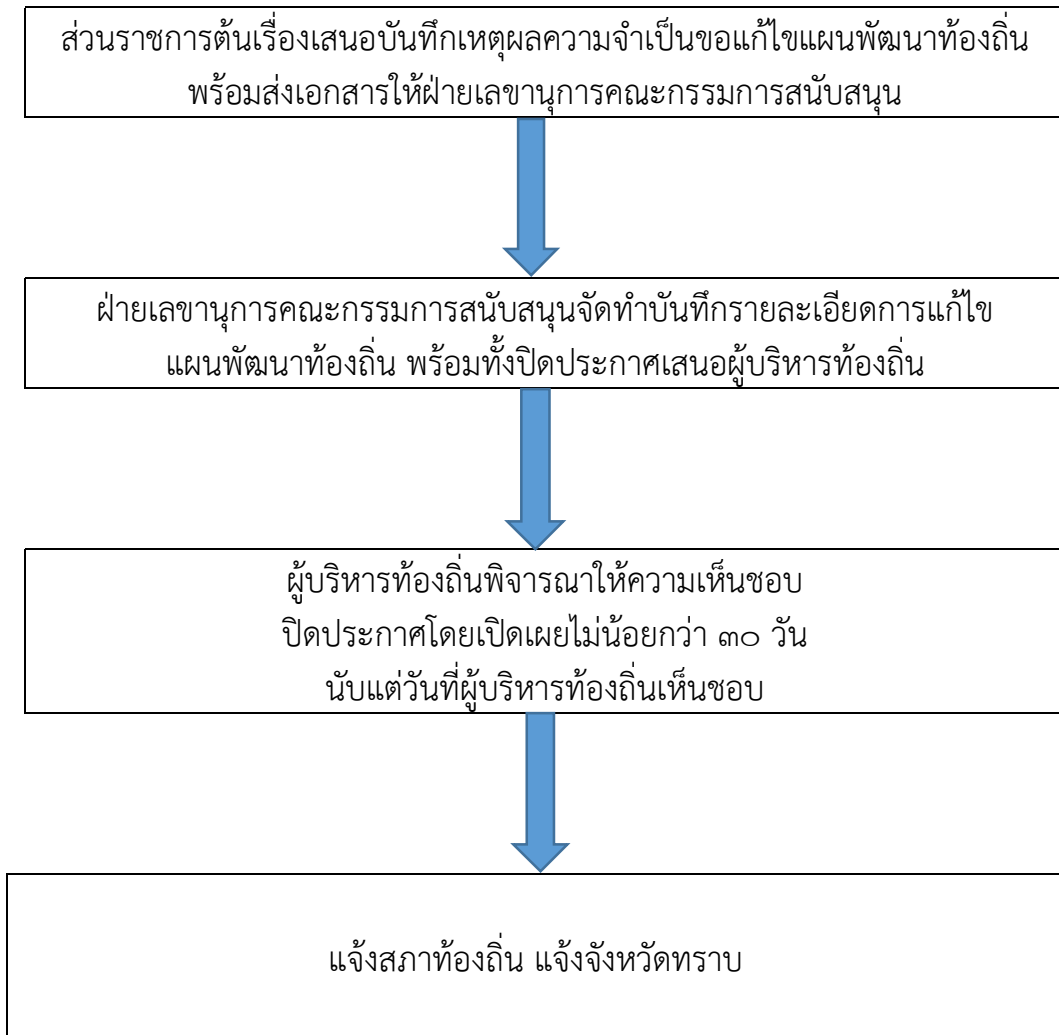 ส่วนราชการต้นเรื่องเสนอบันทึกเหตุผลความจำเป็นขอแก้ไขแผนพัฒนาท้องถิ่น
พร้อมส่งเอกสารให้ฝ่ายเลขานุการคณะกรรมการสนับสนุน
ฝ่ายเลขานุการคณะกรรมการสนับสนุนจัดทำบันทึกรายละเอียดการแก้ไข
แผนพัฒนาท้องถิ่น พร้อมทั้งปิดประกาศเสนอผู้บริหารท้องถิ่น
ผู้บริหารท้องถิ่นพิจารณาให้ความเห็นชอบ
ปิดประกาศโดยเปิดเผยไม่น้อยกว่า ๓๐ วัน
นับแต่วันที่ผู้บริหารท้องถิ่นเห็นชอบ
แจ้งสภาท้องถิ่น แจ้งจังหวัดทราบ